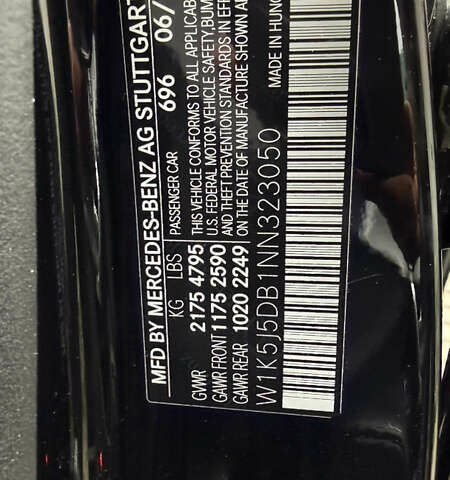 MFD BY MERCEDES-BENZ AG STUTTGART
696 06/
KG LBS PASSENGER CAR
GVWR 2175 4795 THIS VEHICLE CONFORMS TO ALL APPLICABL
GAWR FRONT 1175 2590 U.S. FEDERAL MOTOR VEHICLE SAFETY, BUM
GAWR REAR 1020 2249 AND THEFT PREVENTION STANDARDS IN EFF
ON THE DATE OF MANUFACTURE SHOWN AB
W1K5J5DB1NN323050 MADE IN HUNG